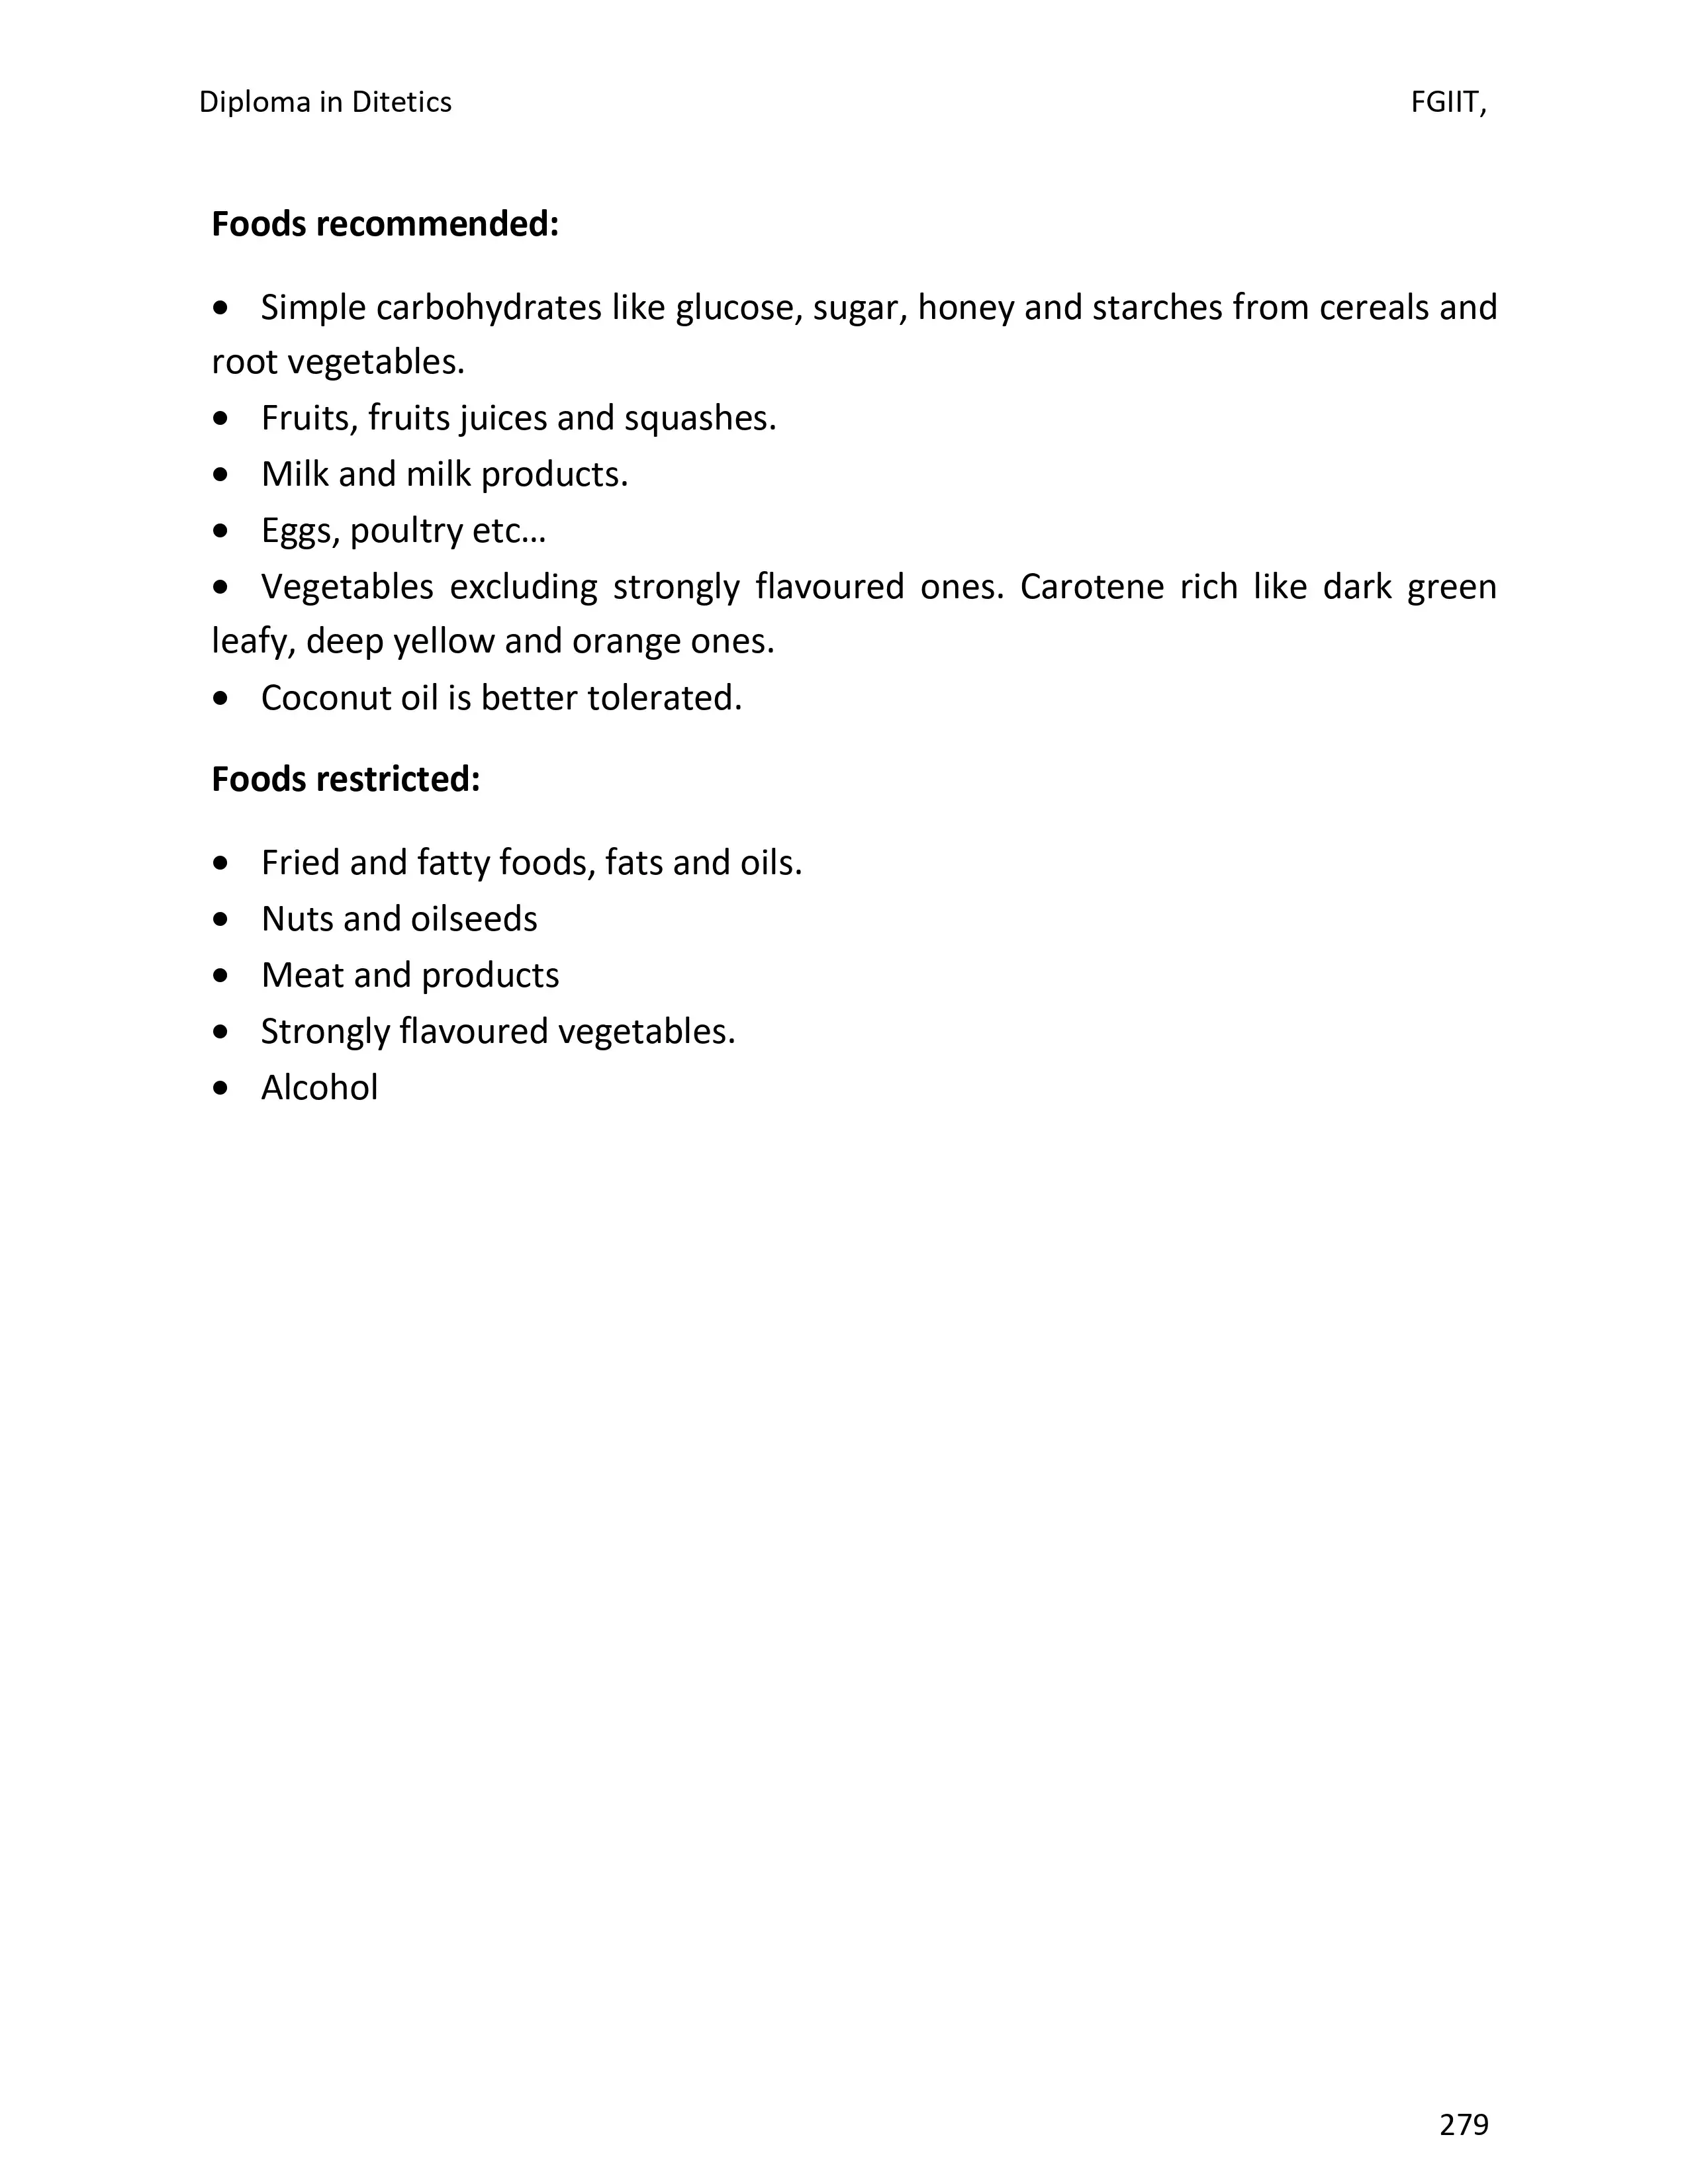 Diploma in Ditetics FGIIT,
Foods recommended:
• Simple carbohydrates like glucose, sugar, honey and starches from cereals and
root vegetables.
• Fruits, fruits juices and squashes.
• Milk and milk products.
• Eggs, poultry etc…
• Vegetables excluding strongly flavoured ones. Carotene rich like dark green
leafy, deep yellow and orange ones.
• Coconut oil is better tolerated.
Foods restricted:
• Fried and fatty foods, fats and oils.
• Nuts and oilseeds
• Meat and products
• Strongly flavoured vegetables.
• Alcohol
279